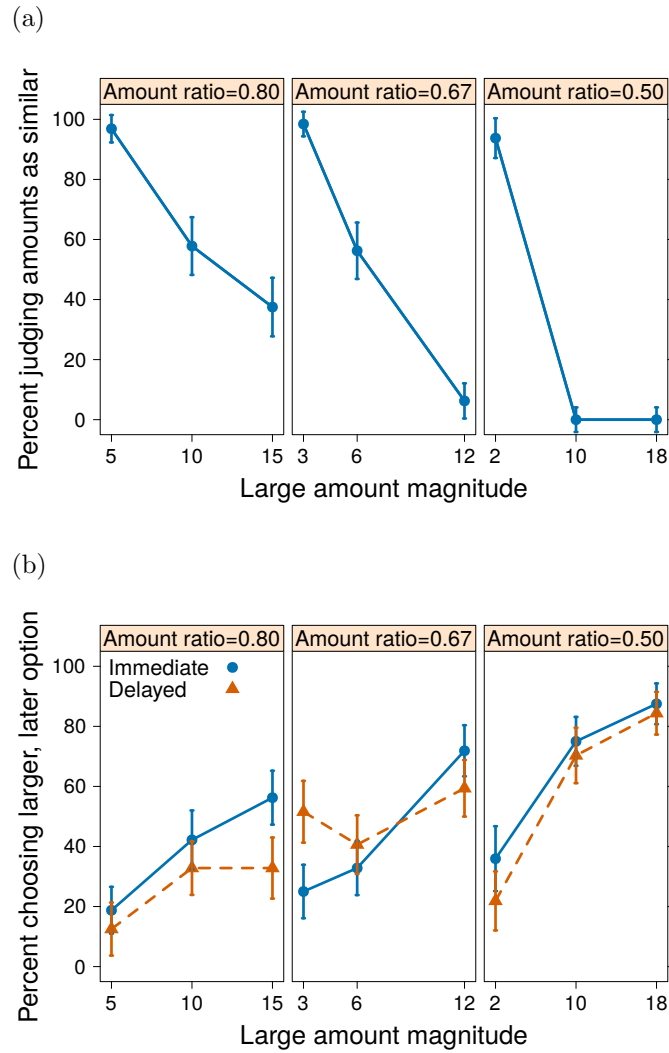 (a)
Amount ratio=0.80 Amount ratio=0.67 Amount ratio=0.50
Percent judging amounts as similar
100
80
60
40
20
0
5 10 15 3 6 12 2 10 18
Large amount magnitude
(b)
Amount ratio=0.80 Amount ratio=0.67 Amount ratio=0.50
Percent choosing larger, later option
100
80
60
40
20
0
Immediate
Delayed
5 10 15 3 6 12 2 10 18
Large amount magnitude